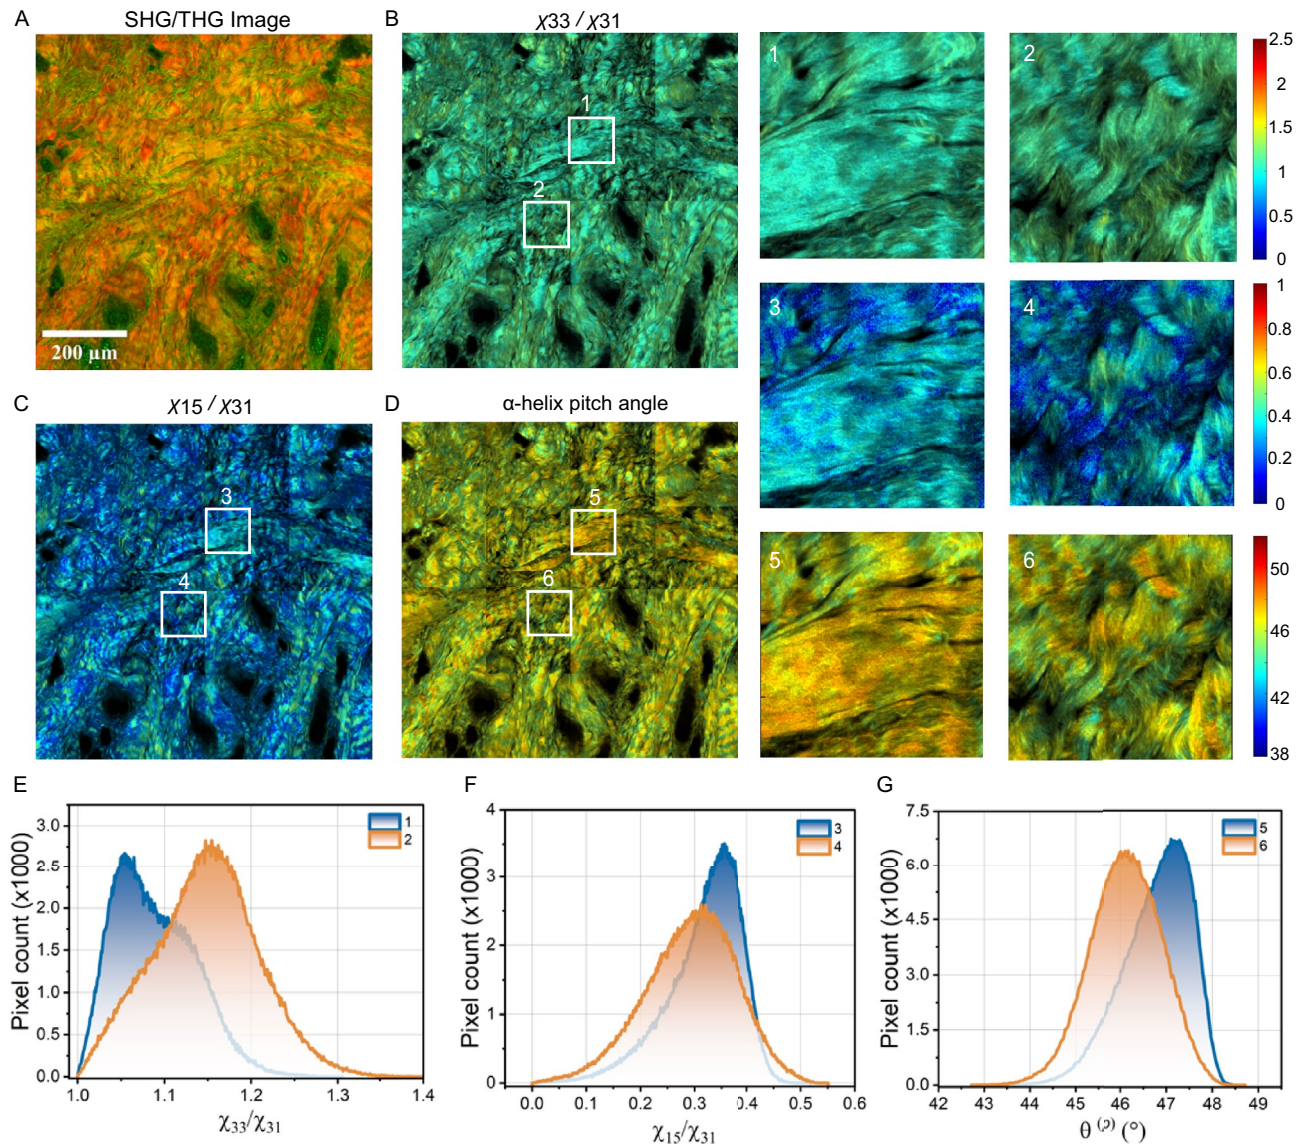 A
SHG/THG Image
200 µm
B
χ33 / χ31
1
2
1
2
2.5
2
1.5
1
0.5
0
C
χ15 / χ31
3
4
D
α-helix pitch angle
5
6
3
4
1
0.8
0.6
0.4
0.2
0
5
6
50
46
42
38
E
Pixel count (x1000)
3.0
2.5
2.0
1.5
1.0
0.5
0.0
1.0 1.1 1.2 1.3 1.4
χ33/χ31
1
2
F
Pixel count (x1000)
4
3
2
1
0
0.0 0.1 0.2 0.3 0.4 0.5 0.6
χ15/χ31
3
4
G
Pixel count (x1000)
7.5
6.0
4.5
3.0
1.5
0.0
42 43 44 45 46 47 48 49
θ (°)
5
6